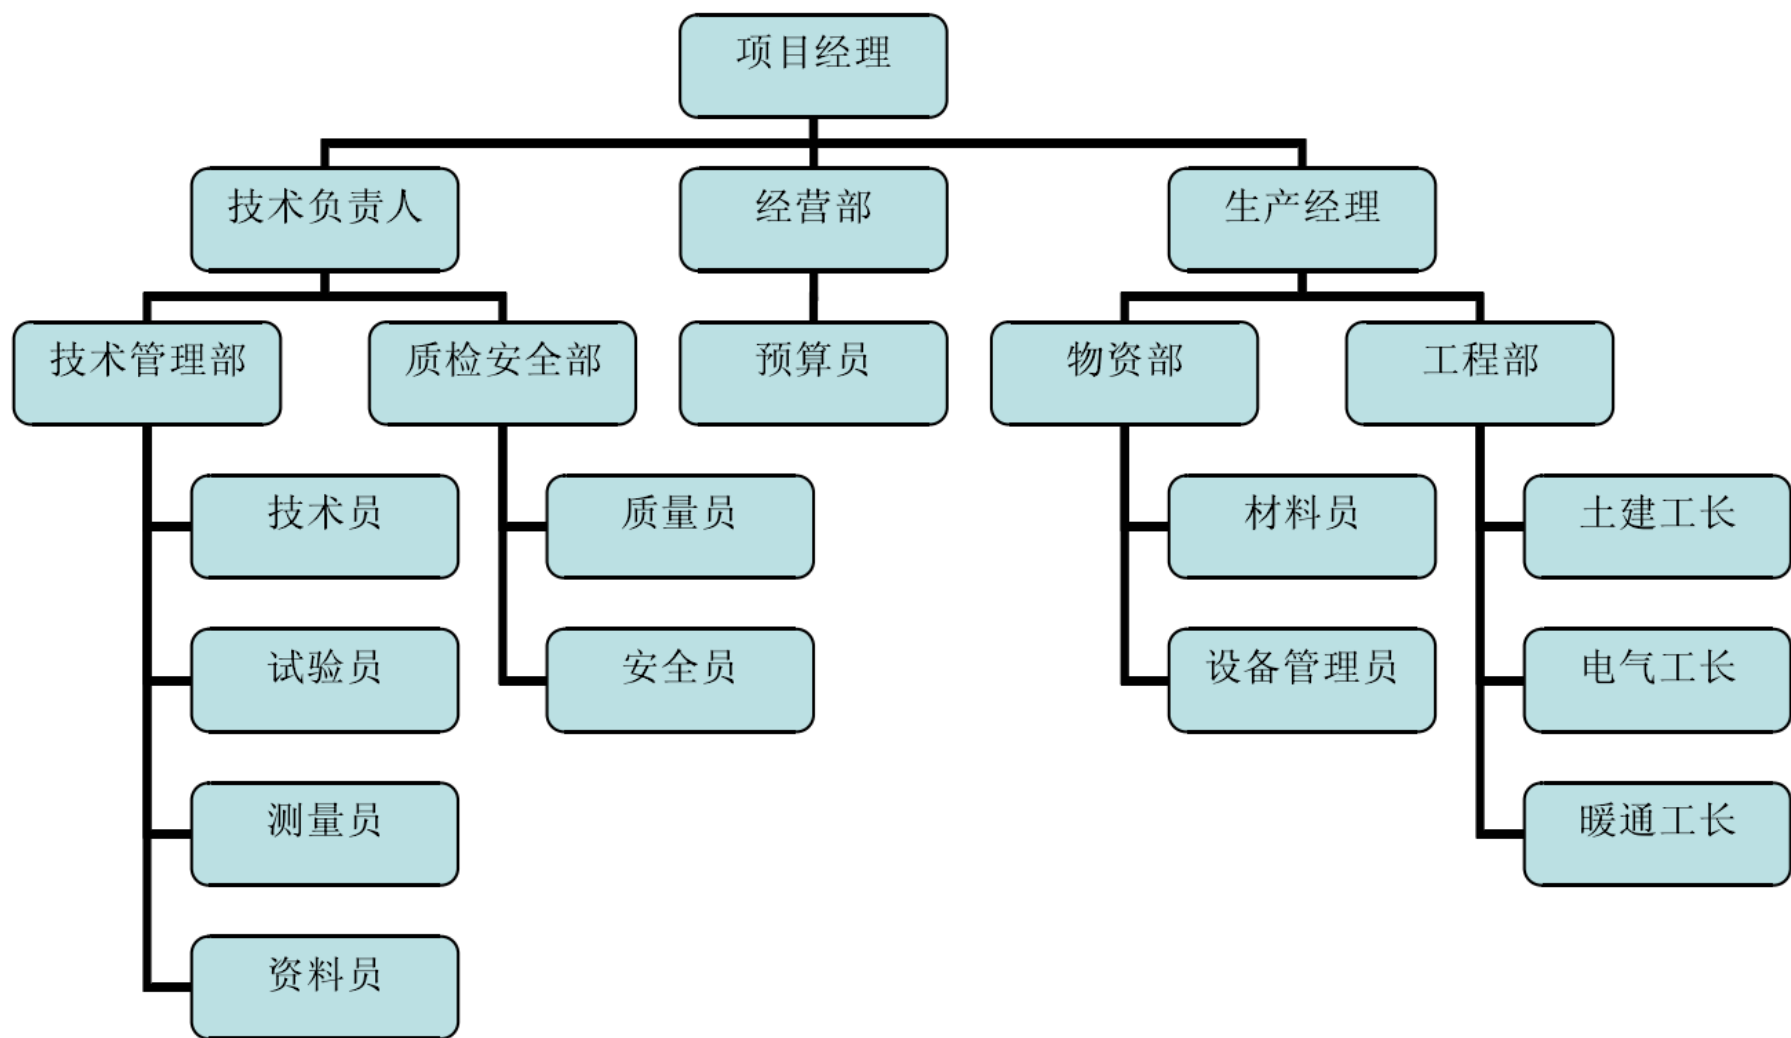 项目经理
技术负责人
经营部
生产经理
技术管理部
质检安全部
预算员
物资部
工程部
技术员
质量员
材料员
土建工长
试验员
安全员
设备管理员
电气工长
测量员
暖通工长
资料员